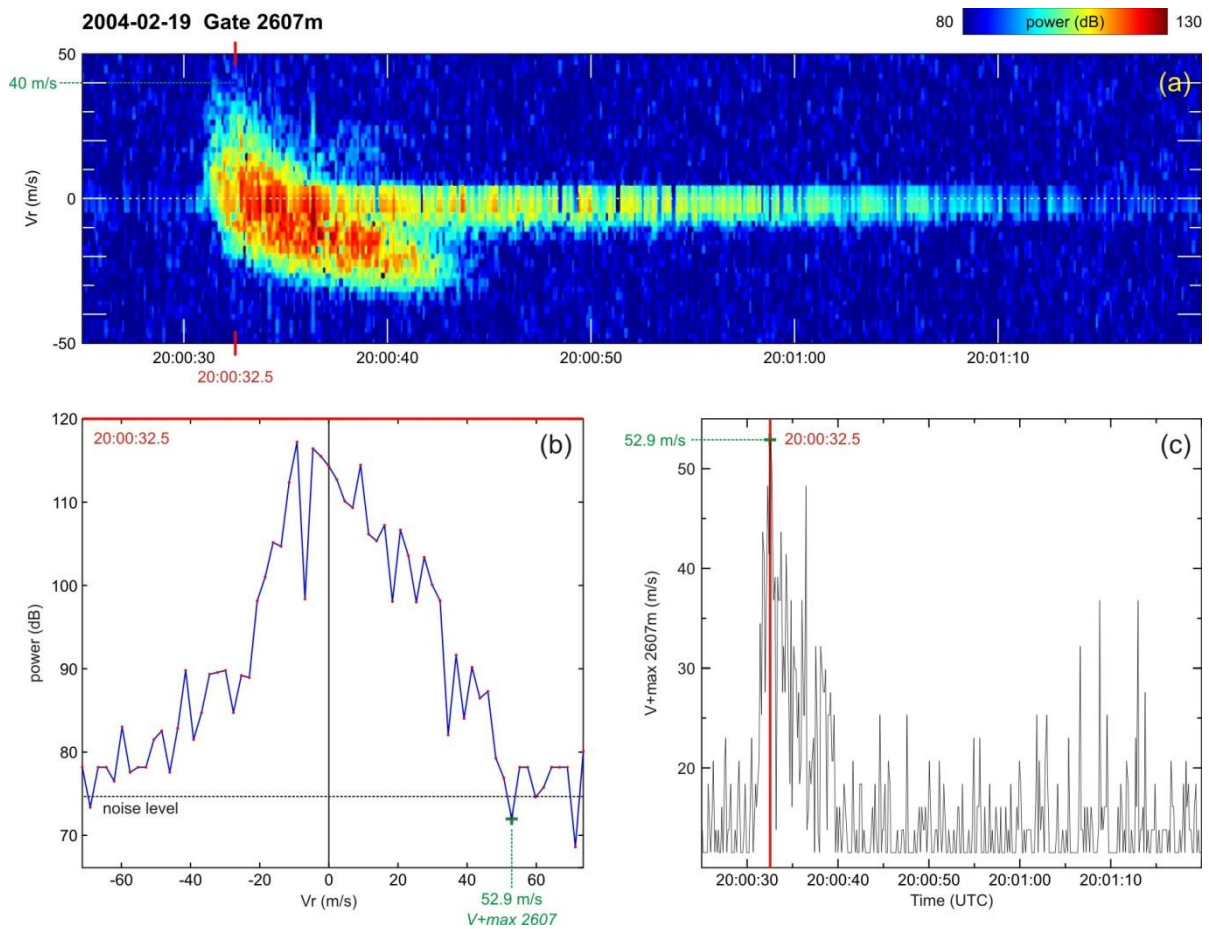 2004-02-19 Gate 2607m
80 power (dB) 130
50
40 m/s
(a)
Vr (m/s)
0
-50
20:00:30 20:00:40 20:00:50 20:01:00 20:01:10
20:00:32.5
120
20:00:32.5
(b)
110
100
power (dB)
90
80
noise level
70
-60 -40 -20 0 20 40 60
Vr (m/s)
52.9 m/s
V+max 2607
52.9 m/s
20:00:32.5
(c)
50
40
V+max 2607m (m/s)
30
20
20:00:30 20:00:40 20:00:50 20:01:00 20:01:10
Time (UTC)